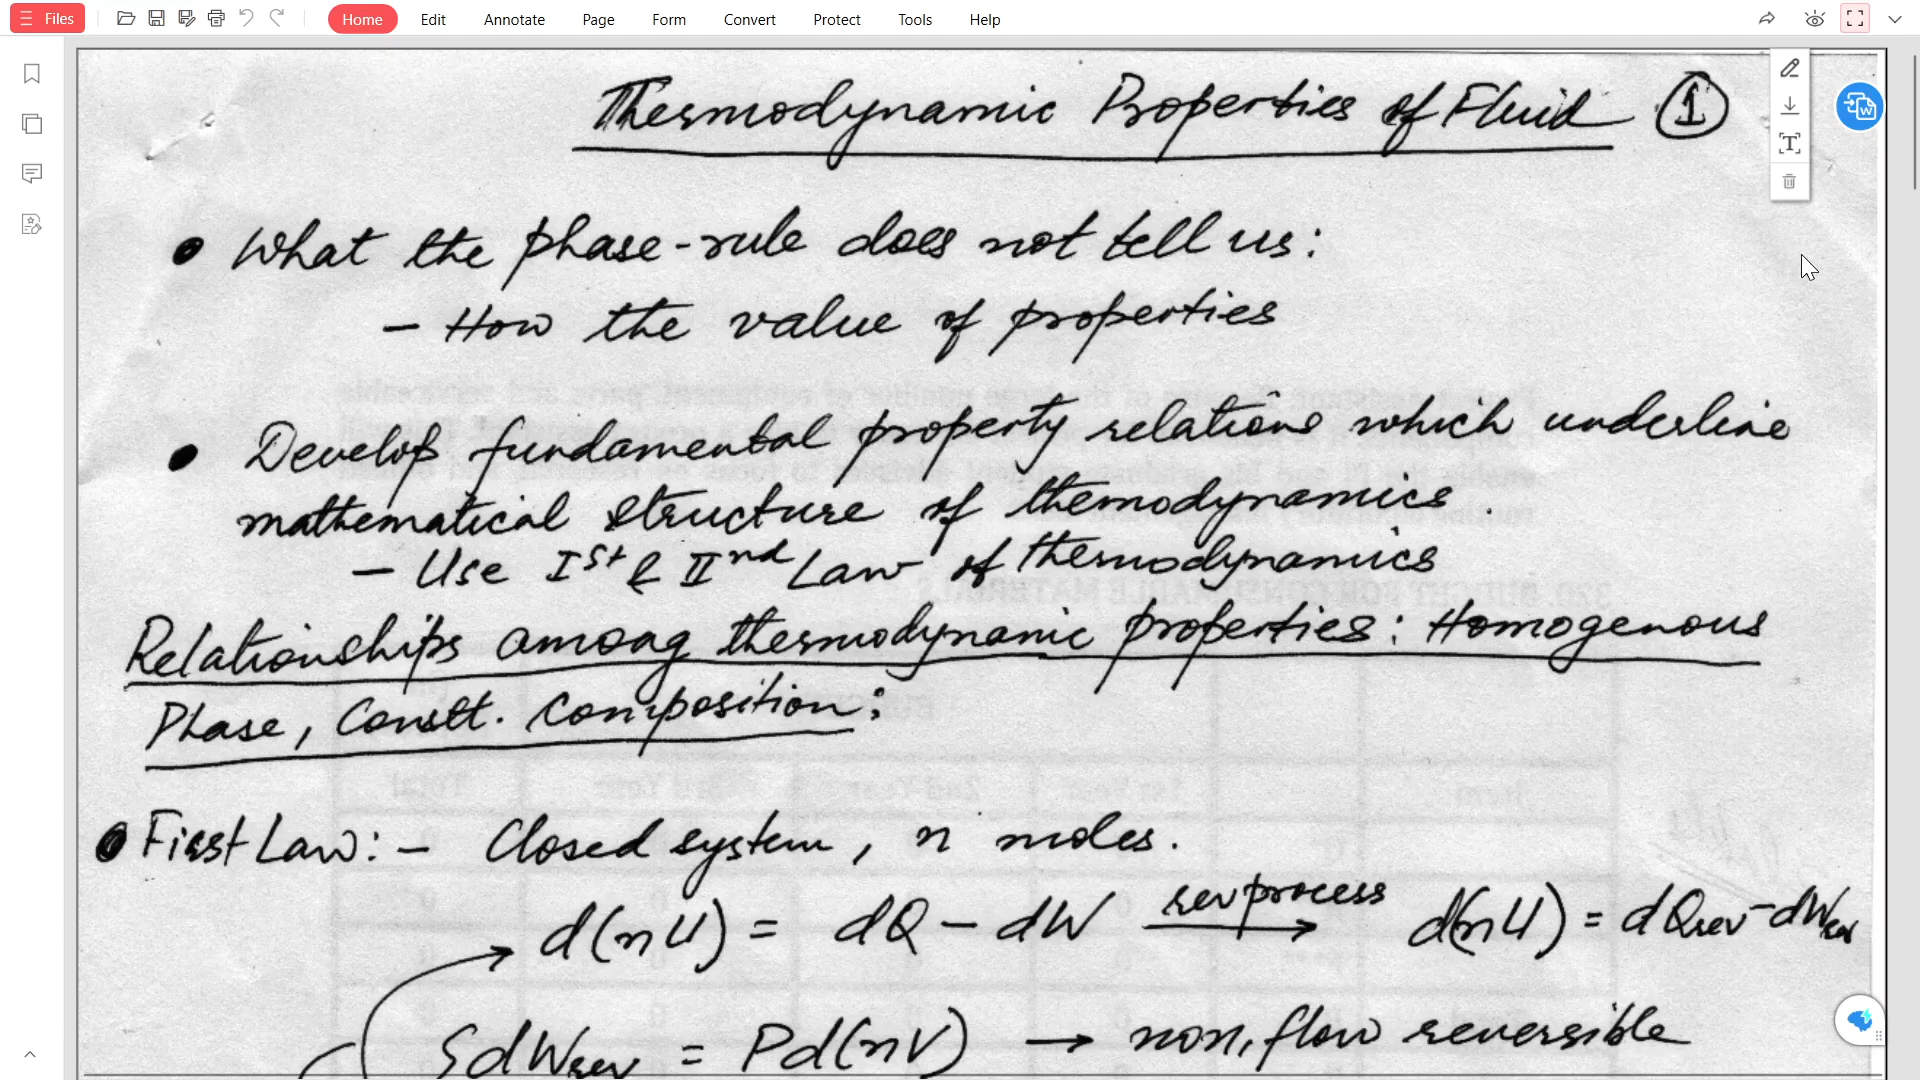 Files
Home Edit Annotate Page Form Convert Protect Tools Help
Thermodynamic Properties of Fluid 1
• What the phase-rule does not tell us:
– How the value of properties
• Develop fundamental property relations which underline
mathematical structure of themodynamics.
– Use Ist & IInd Law of thermodynamics
Relationships among thermodynamic properties: Homogenous
Phase, Constt. Composition:
• First Law:– Closed system, n moles.
d(nU) = dQ – dW rev process → d(nU) = dQrev – dWrev
dWrev = Pd(nV) → non, flow reversible